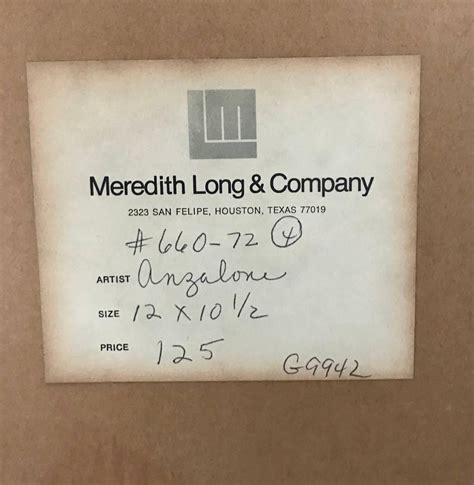 LM
Meredith Long & Company
2323 SAN FELIPE, HOUSTON, TEXAS 77019
#660-72 4
ARTIST Anzalone
SIZE 12 X 10 1/2
PRICE 125
G9942